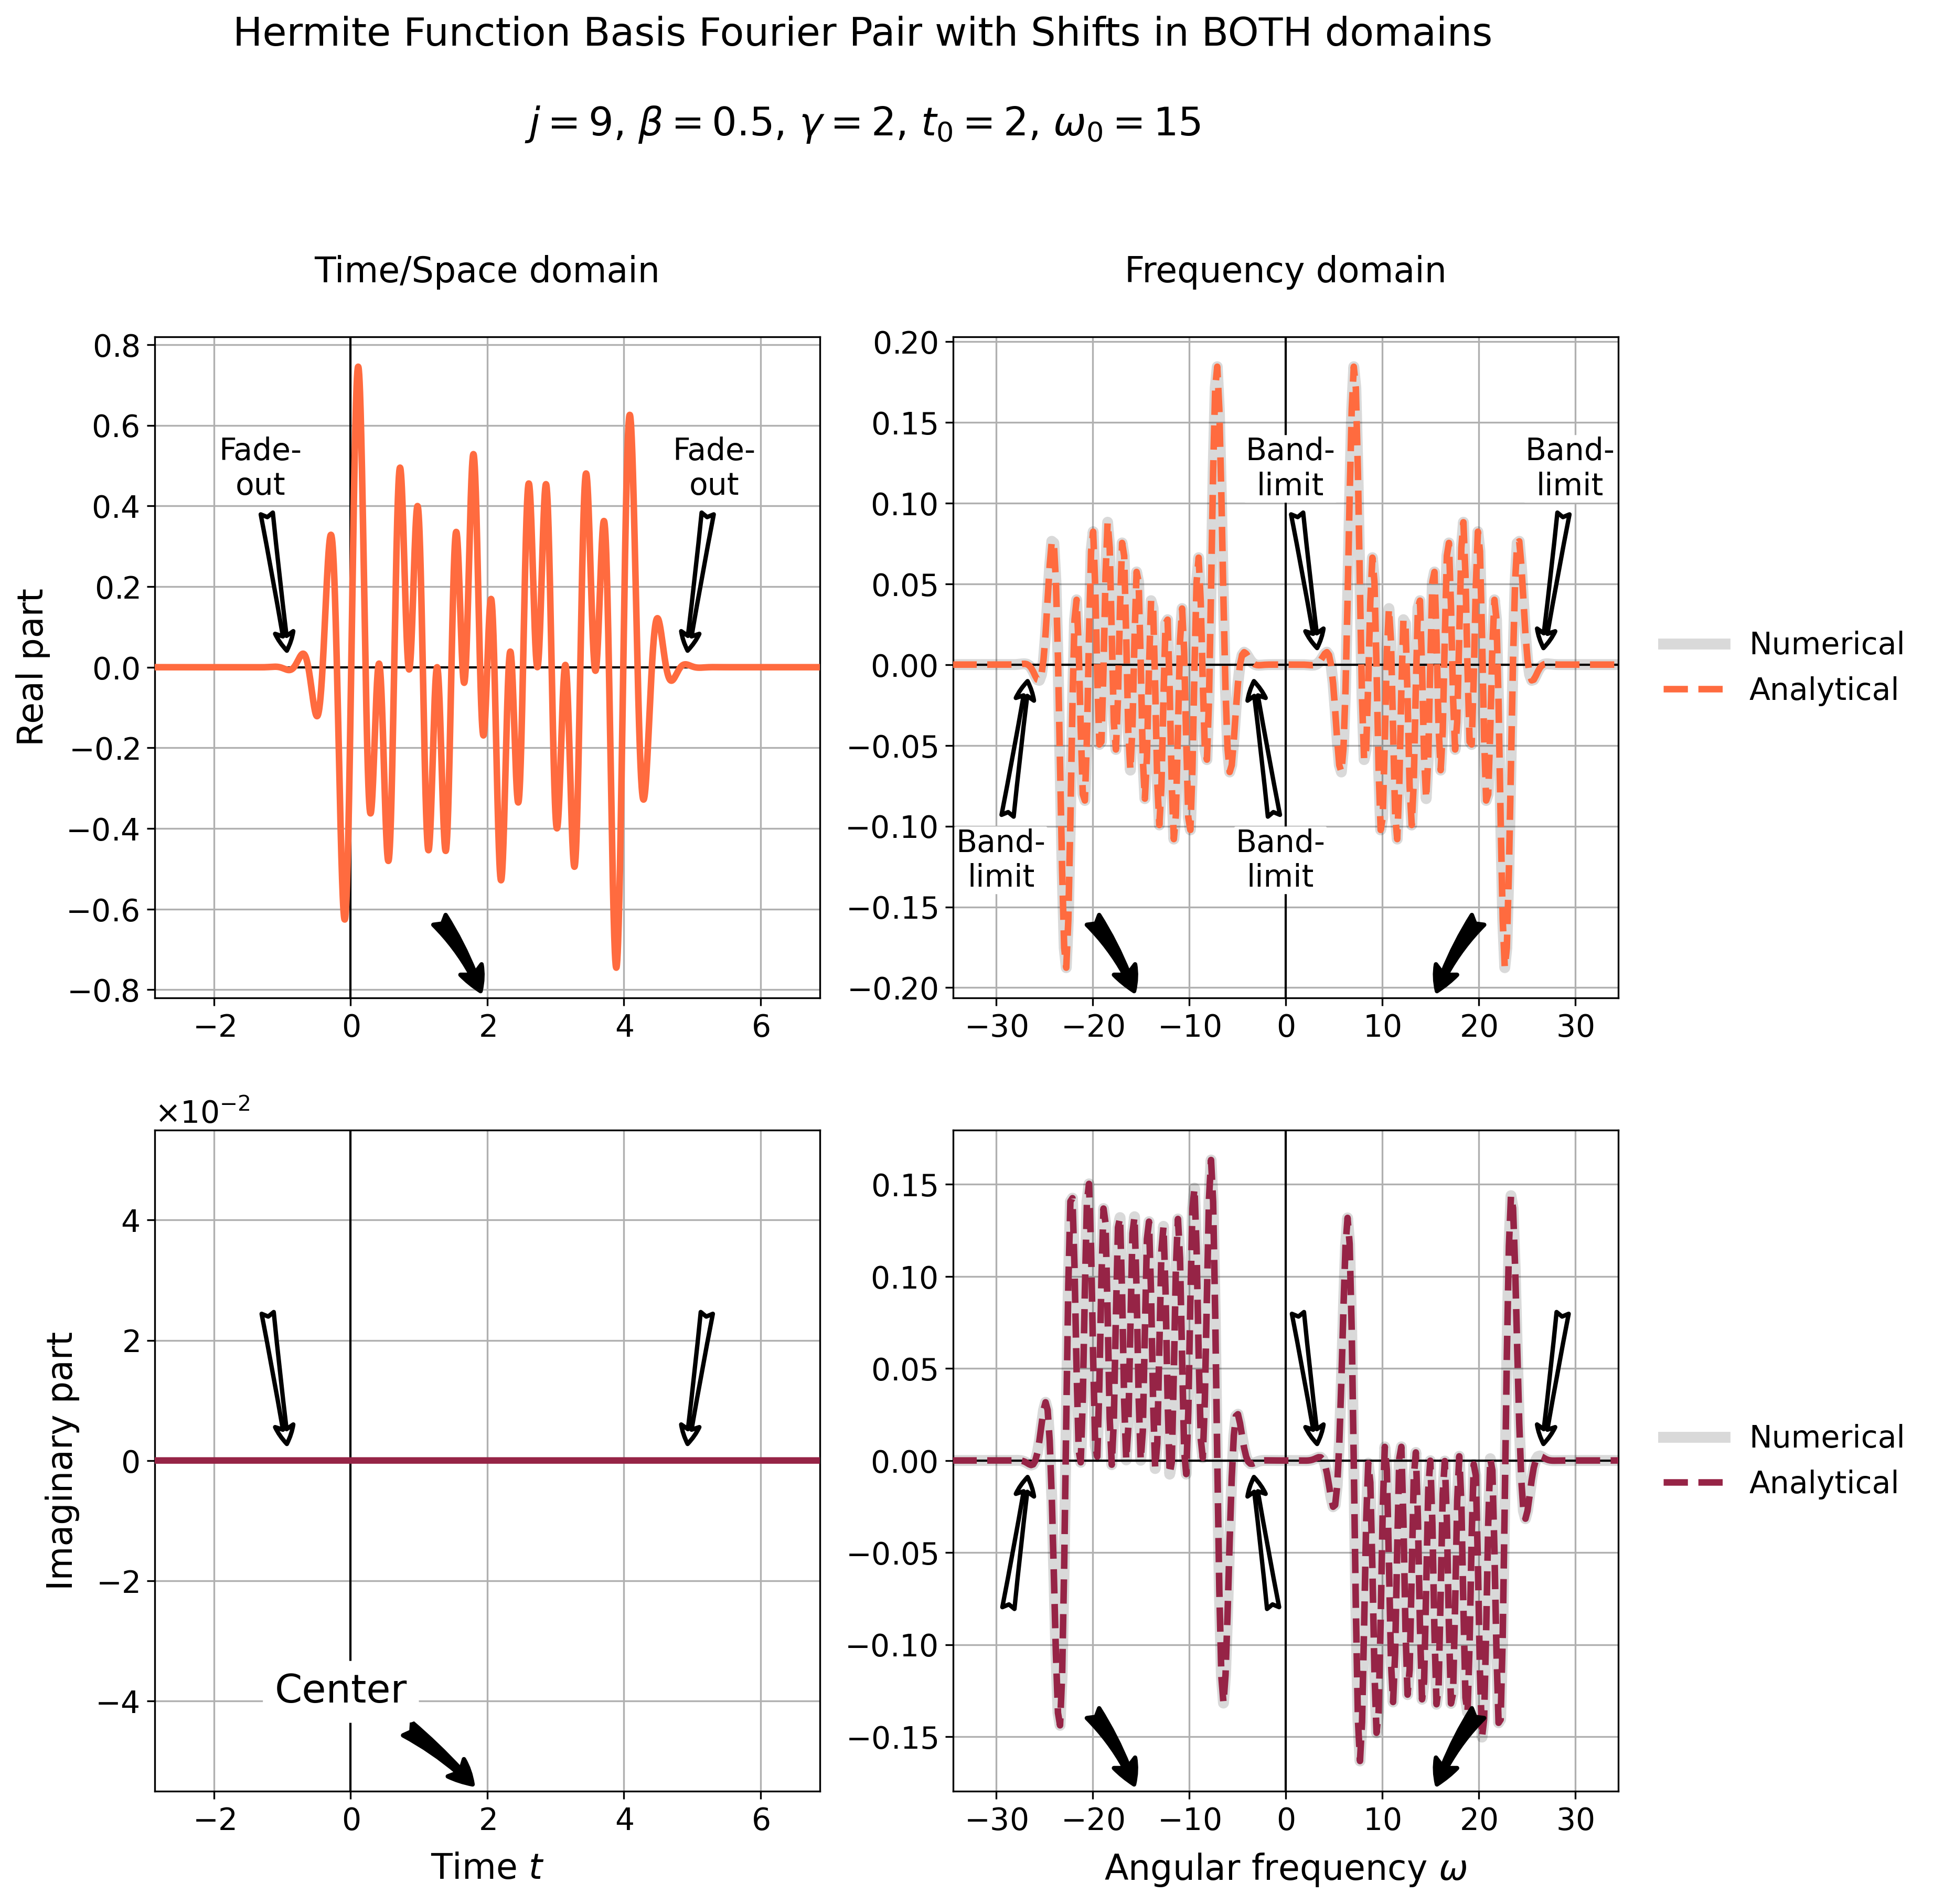 Hermite Function Basis Fourier Pair with Shifts in BOTH domains
j = 9, β = 0.5, γ = 2, t₀ = 2, ω₀ = 15
Time/Space domain
Frequency domain
Real part
0.8
0.6
0.4
0.2
0.0
−0.2
−0.4
−0.6
−0.8
Fade-
out
Fade-
out
−2
0
2
4
6
0.20
0.15
0.10
0.05
0.00
−0.05
−0.10
−0.15
−0.20
Band-
limit
Band-
limit
Band-
limit
Band-
limit
−30
−20
−10
0
10
20
30
Numerical
Analytical
Imaginary part
×10⁻²
4
2
0
−2
−4
Center
−2
0
2
4
6
Time t
0.15
0.10
0.05
0.00
−0.05
−0.10
−0.15
−30
−20
−10
0
10
20
30
Angular frequency ω
Numerical
Analytical